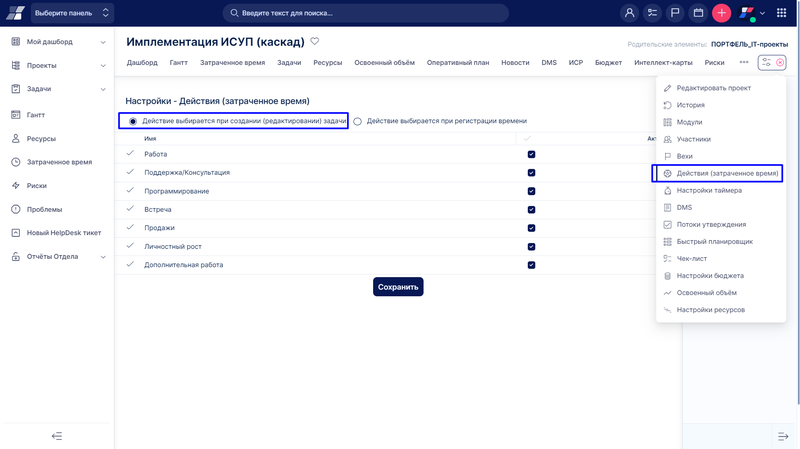 Выберите панель
Введите текст для поиска...
Мой дашборд
Проекты
Задачи
Гантт
Ресурсы
Затраченное время
Риски
Проблемы
Новый HelpDesk тикет
Отчёты Отдела
Имплементация ИСУП (каскад)
Родительские элементы: ПОРТФЕЛЬ_IT-проекты
Дашборд Гантт Затраченное время Задачи Ресурсы Освоенный объём Оперативный план Новости DMS ИСР Бюджет Интеллект-карты Риски
Настройки - Действия (затраченное время)
Действие выбирается при создании (редактировании) задачи Действие выбирается при регистрации времени
Имя
Работа
Поддержка/Консультация
Программирование
Встреча
Продажи
Личностный рост
Дополнительная работа
Сохранить
Редактировать проект
История
Модули
Участники
Вехи
Действия (затраченное время)
Настройки таймера
DMS
Потоки утверждения
Быстрый планировщик
Чек-лист
Настройки бюджета
Освоенный объём
Настройки ресурсов